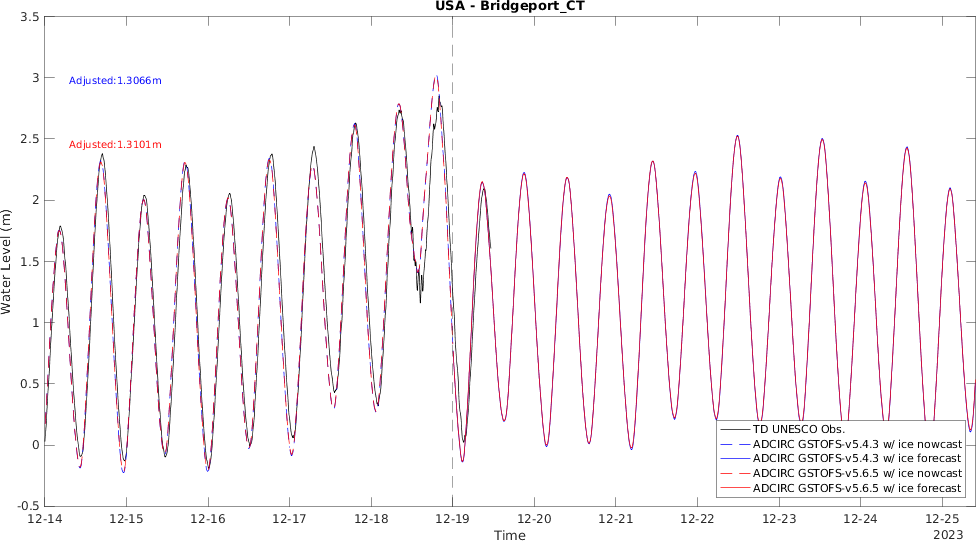 USA - Bridgeport_CT
3.5
3
2.5
2
1.5
1
0.5
0
-0.5
Water Level (m)
Adjusted:1.3066m
Adjusted:1.3101m
TD UNESCO Obs.
ADCIRC GSTOFS-v5.4.3 w/ ice nowcast
ADCIRC GSTOFS-v5.4.3 w/ ice forecast
ADCIRC GSTOFS-v5.6.5 w/ ice nowcast
ADCIRC GSTOFS-v5.6.5 w/ ice forecast
12-14 12-15 12-16 12-17 12-18 12-19 12-20 12-21 12-22 12-23 12-24 12-25
Time
2023